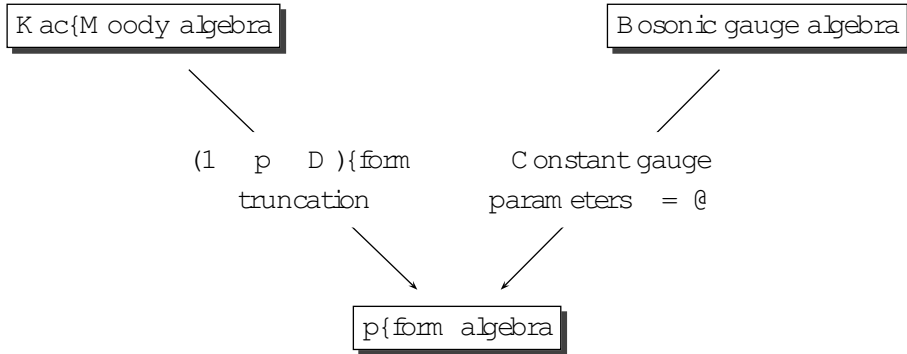 Kac{Moody algebra
Bosonic gauge algebra
(1 p D){form
truncation
Constant gauge
parameters = @
p{form algebra